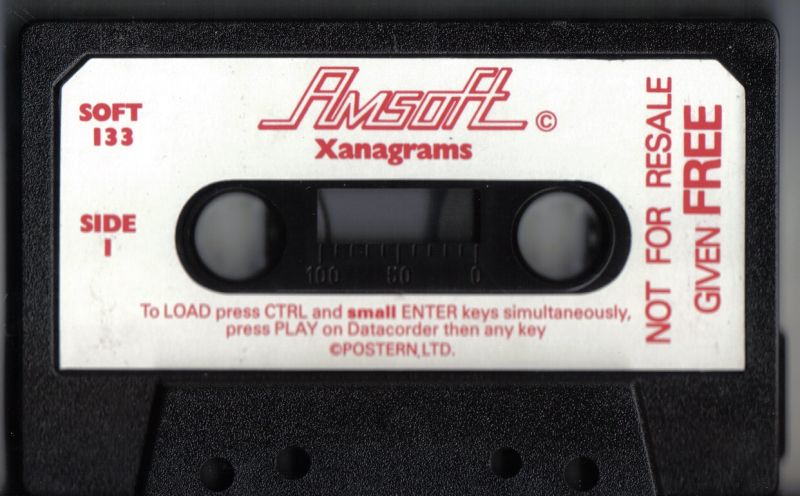 Amsoft ©
Xanagrams
SOFT
133
SIDE
1
100 50 0
To LOAD press CTRL and small ENTER keys simultaneously,
press PLAY on Datacorder then any key
©POSTERN,LTD.
NOT FOR RESALE
GIVEN FREE